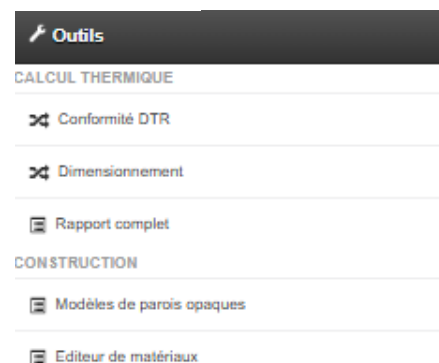 Outils
CALCUL THERMIQUE
Conformité DTR
Dimensionnement
Rapport complet
CONSTRUCTION
Modèles de parois opaques
Editeur de matériaux